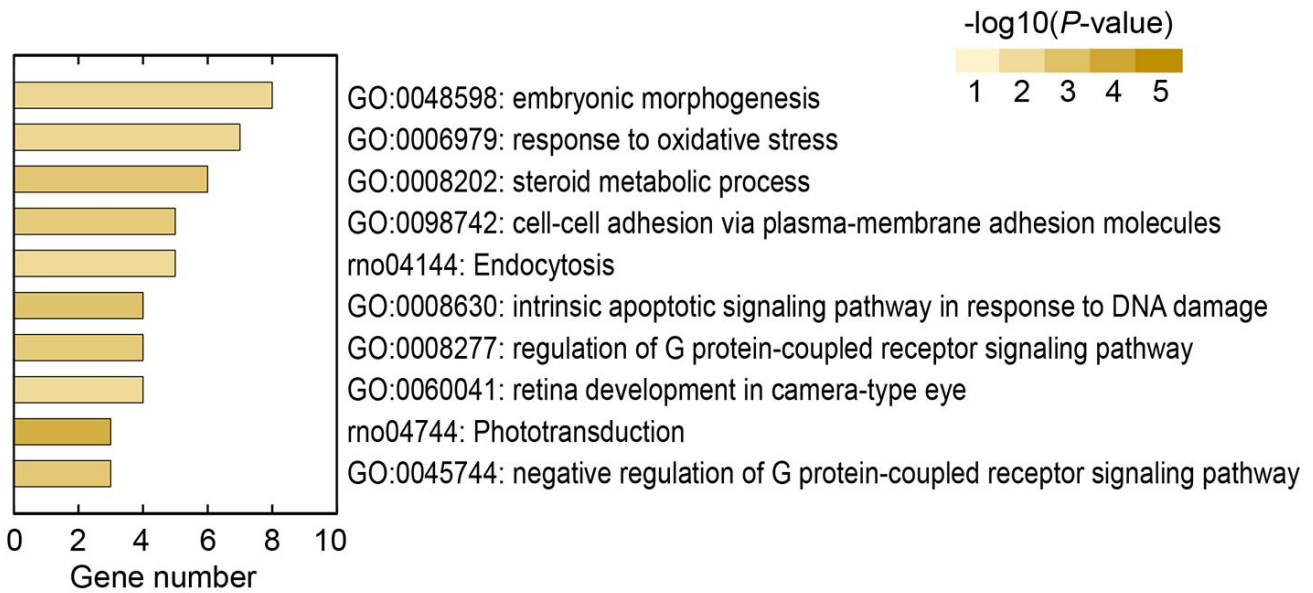 -log10(P-value)
1 2 3 4 5
GO:0048598: embryonic morphogenesis
GO:0006979: response to oxidative stress
GO:0008202: steroid metabolic process
GO:0098742: cell-cell adhesion via plasma-membrane adhesion molecules
rno04144: Endocytosis
GO:0008630: intrinsic apoptotic signaling pathway in response to DNA damage
GO:0008277: regulation of G protein-coupled receptor signaling pathway
GO:0060041: retina development in camera-type eye
rno04744: Phototransduction
GO:0045744: negative regulation of G protein-coupled receptor signaling pathway
0 2 4 6 8 10
Gene number